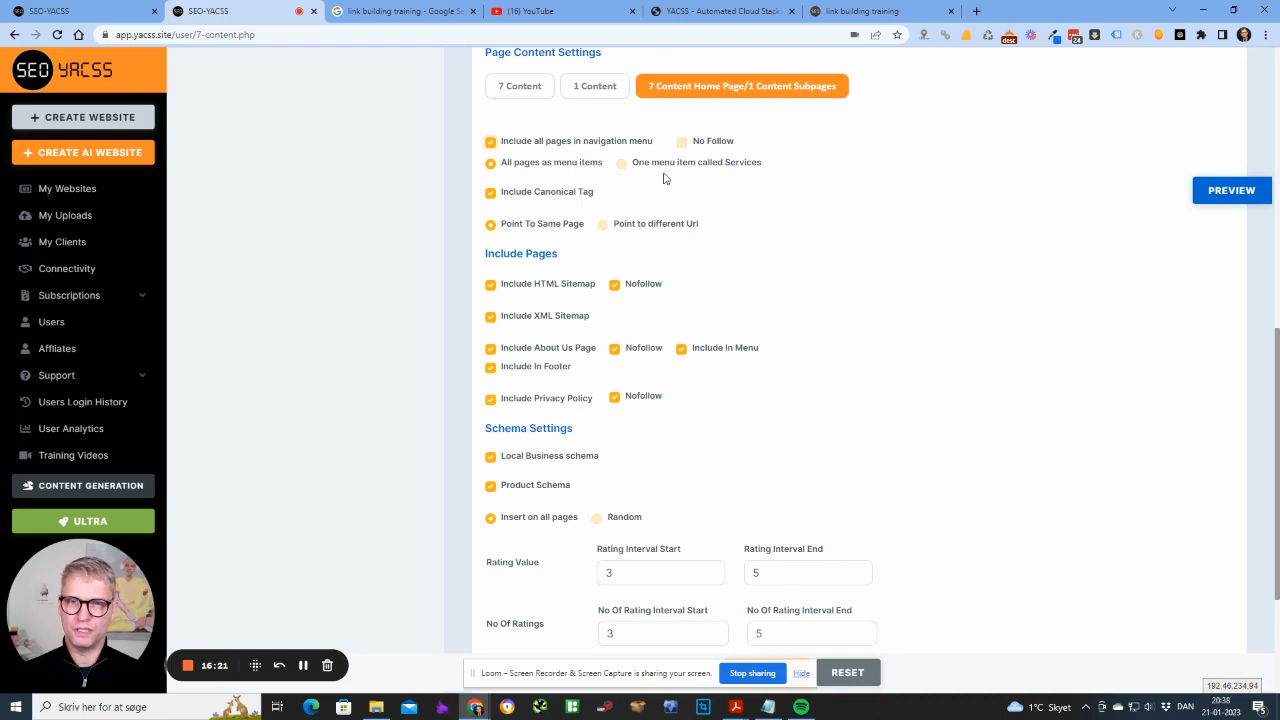 SEO-YACSS
SEO-YACSS
link building - Google Se
(16) YouTube
YACSS - Automated Cloud Stack
link building training
app.yacss.site/user/7-content.php
desc
24
SEO YACSS
+ CREATE WEBSITE
+ CREATE AI WEBSITE
My Websites
My Uploads
My Clients
Connectivity
Subscriptions
Users
Affliates
Support
Users Login History
User Analytics
Training Videos
CONTENT GENERATION
ULTRA
Page Content Settings
7 Content
1 Content
7 Content Home Page/1 Content Subpages
Include all pages in navigation menu
No Follow
All pages as menu items
One menu item called Services
Include Canonical Tag
Point To Same Page
Point to different Url
PREVIEW
Include Pages
Include HTML Sitemap
Nofollow
Include XML Sitemap
Include About Us Page
Nofollow
Include In Menu
Include In Footer
Include Privacy Policy
Nofollow
Schema Settings
Local Business schema
Product Schema
Insert on all pages
Random
Rating Interval Start
Rating Interval End
Rating Value
3
5
No Of Rating Interval Start
No Of Rating Interval End
No Of Ratings
3
5
16:21
Loom – Screen Recorder & Screen Capture is sharing your screen.
Stop sharing
Hide
RESET
192.46.234.94
Skriv her for at søge
1°C Skyet
DAN
20:38
21-01-2023